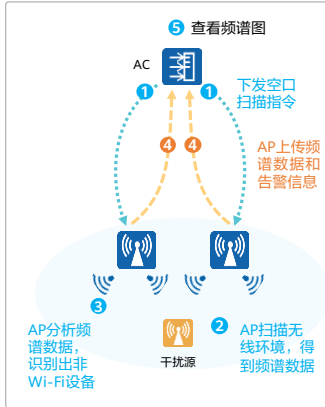 5 查看频谱图
AC
1
1
下发空口
扫描指令
4
4
AP上传频
谱数据和
告警信息
3
2
AP分析频
谱数据，
识别出非
Wi-Fi设备
干扰源
AP扫描无
线环境，得
到频谱数据